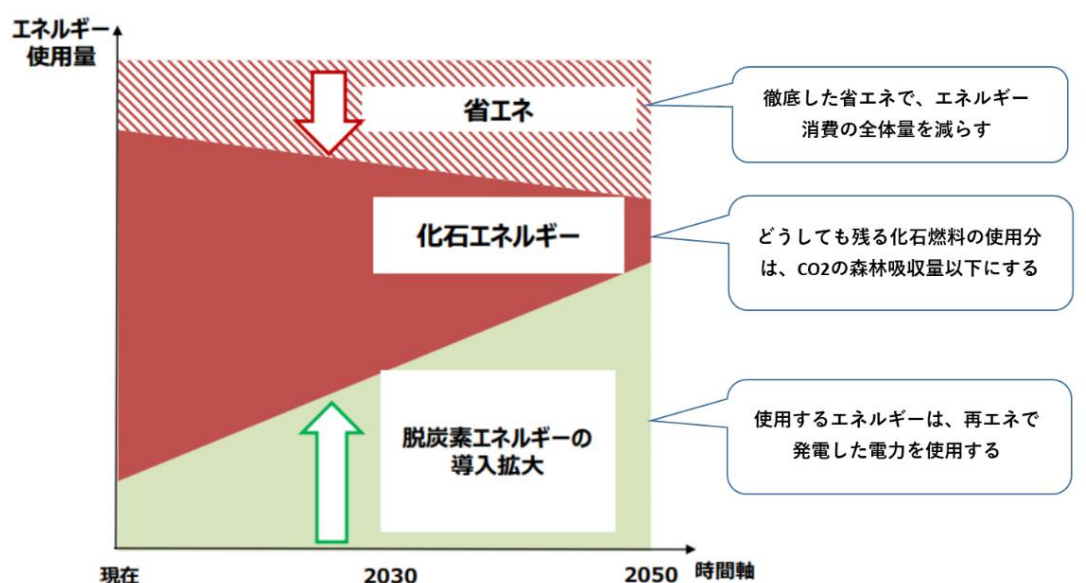 エネルギー
使用量
省エネ
徹底した省エネで、エネルギー
消費の全体量を減らす
化石エネルギー
どうしても残る化石燃料の使用分
は、CO2の森林吸収量以下にする
脱炭素エネルギーの
導入拡大
使用するエネルギーは、再エネで
発電した電力を使用する
現在
2030
2050
時間軸